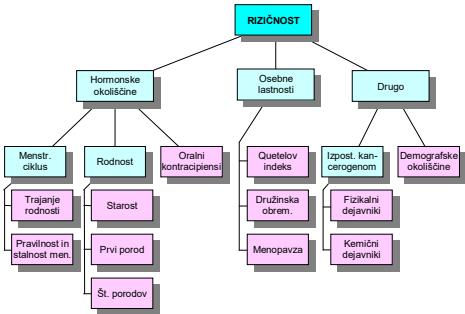 RIZIČNOST
Hormonske
okoliščine
Osebne
lastnosti
Drugo
Menstr.
ciklus
Rodnost
Oralni
kontracipiensi
Quetelov
indeks
Izpost. kan-
cerogenom
Demografske
okoliščine
Trajanje
rodnosti
Starost
Družinska
obrem.
Fizikalni
dejavniki
Pravilnost in
stalnost men.
Prvi porod
Menopavza
Kemični
dejavniki
Št. porodov